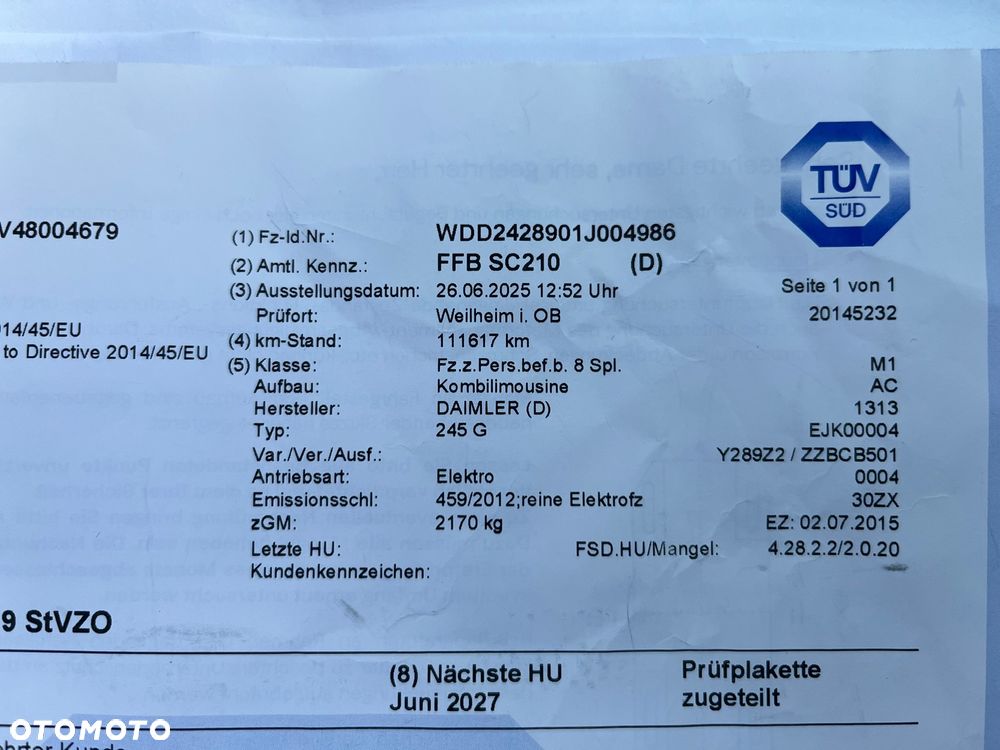 TÜV
SÜD
V48004679
(1) Fz-Id.Nr.: WDD2428901J004986
(2) Amtl. Kennz.: FFB SC210 (D)
(3) Ausstellungsdatum: 26.06.2025 12:52 Uhr Seite 1 von 1
Prüfort: Weilheim i. OB 20145232
014/45/EU
(4) km-Stand: 111617 km
to Directive 2014/45/EU
(5) Klasse: Fz.z.Pers.bef.b. 8 Spl. M1
Aufbau: Kombilimousine AC
Hersteller: DAIMLER (D) 1313
Typ: 245 G EJK00004
Var./Ver./Ausf.: Y289Z2 / ZZBCB501
Antriebsart: Elektro 0004
Emissionsschl: 459/2012;reine Elektrofz 30ZX
zGM: 2170 kg EZ: 02.07.2015
Letzte HU: FSD.HU/Mangel: 4.28.2.2/2.0.20
Kundenkennzeichen:
9 StVZO
(8) Nächste HU Prüfplakette
Juni 2027 zugeteilt
OTOMOTO